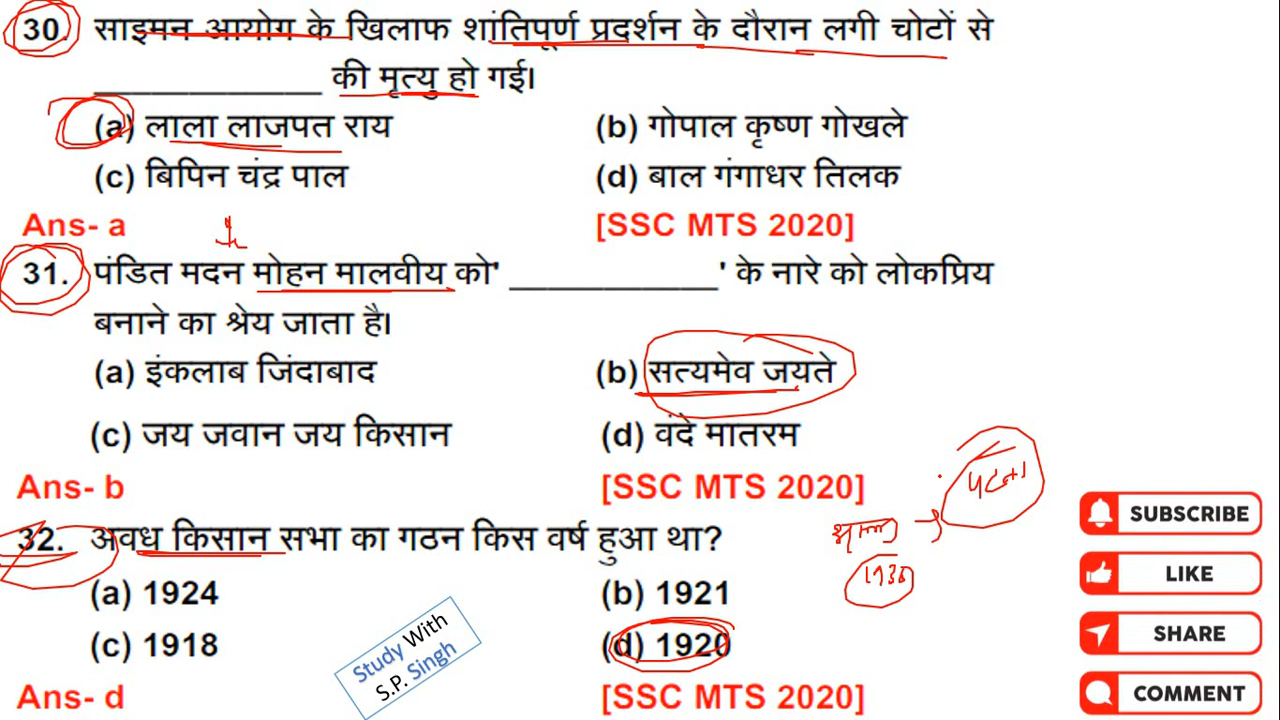 30. साइमन आयोग के खिलाफ शांतिपूर्ण प्रदर्शन के दौरान लगी चोटों से
____________ की मृत्यु हो गई।
(a) लाला लाजपत राय (b) गोपाल कृष्ण गोखले
(c) बिपिन चंद्र पाल (d) बाल गंगाधर तिलक
Ans- a [SSC MTS 2020]
31. पंडित मदन मोहन मालवीय को' ___________' के नारे को लोकप्रिय
बनाने का श्रेय जाता है।
(a) इंकलाब जिंदाबाद (b) सत्यमेव जयते
(c) जय जवान जय किसान (d) वंदे मातरम
Ans- b [SSC MTS 2020]
32. अवध किसान सभा का गठन किस वर्ष हुआ था?
(a) 1924 (b) 1921
(c) 1918 (d) 1920
Ans- d [SSC MTS 2020]
1936
Study With
S.P. Singh
SUBSCRIBE
LIKE
SHARE
COMMENT